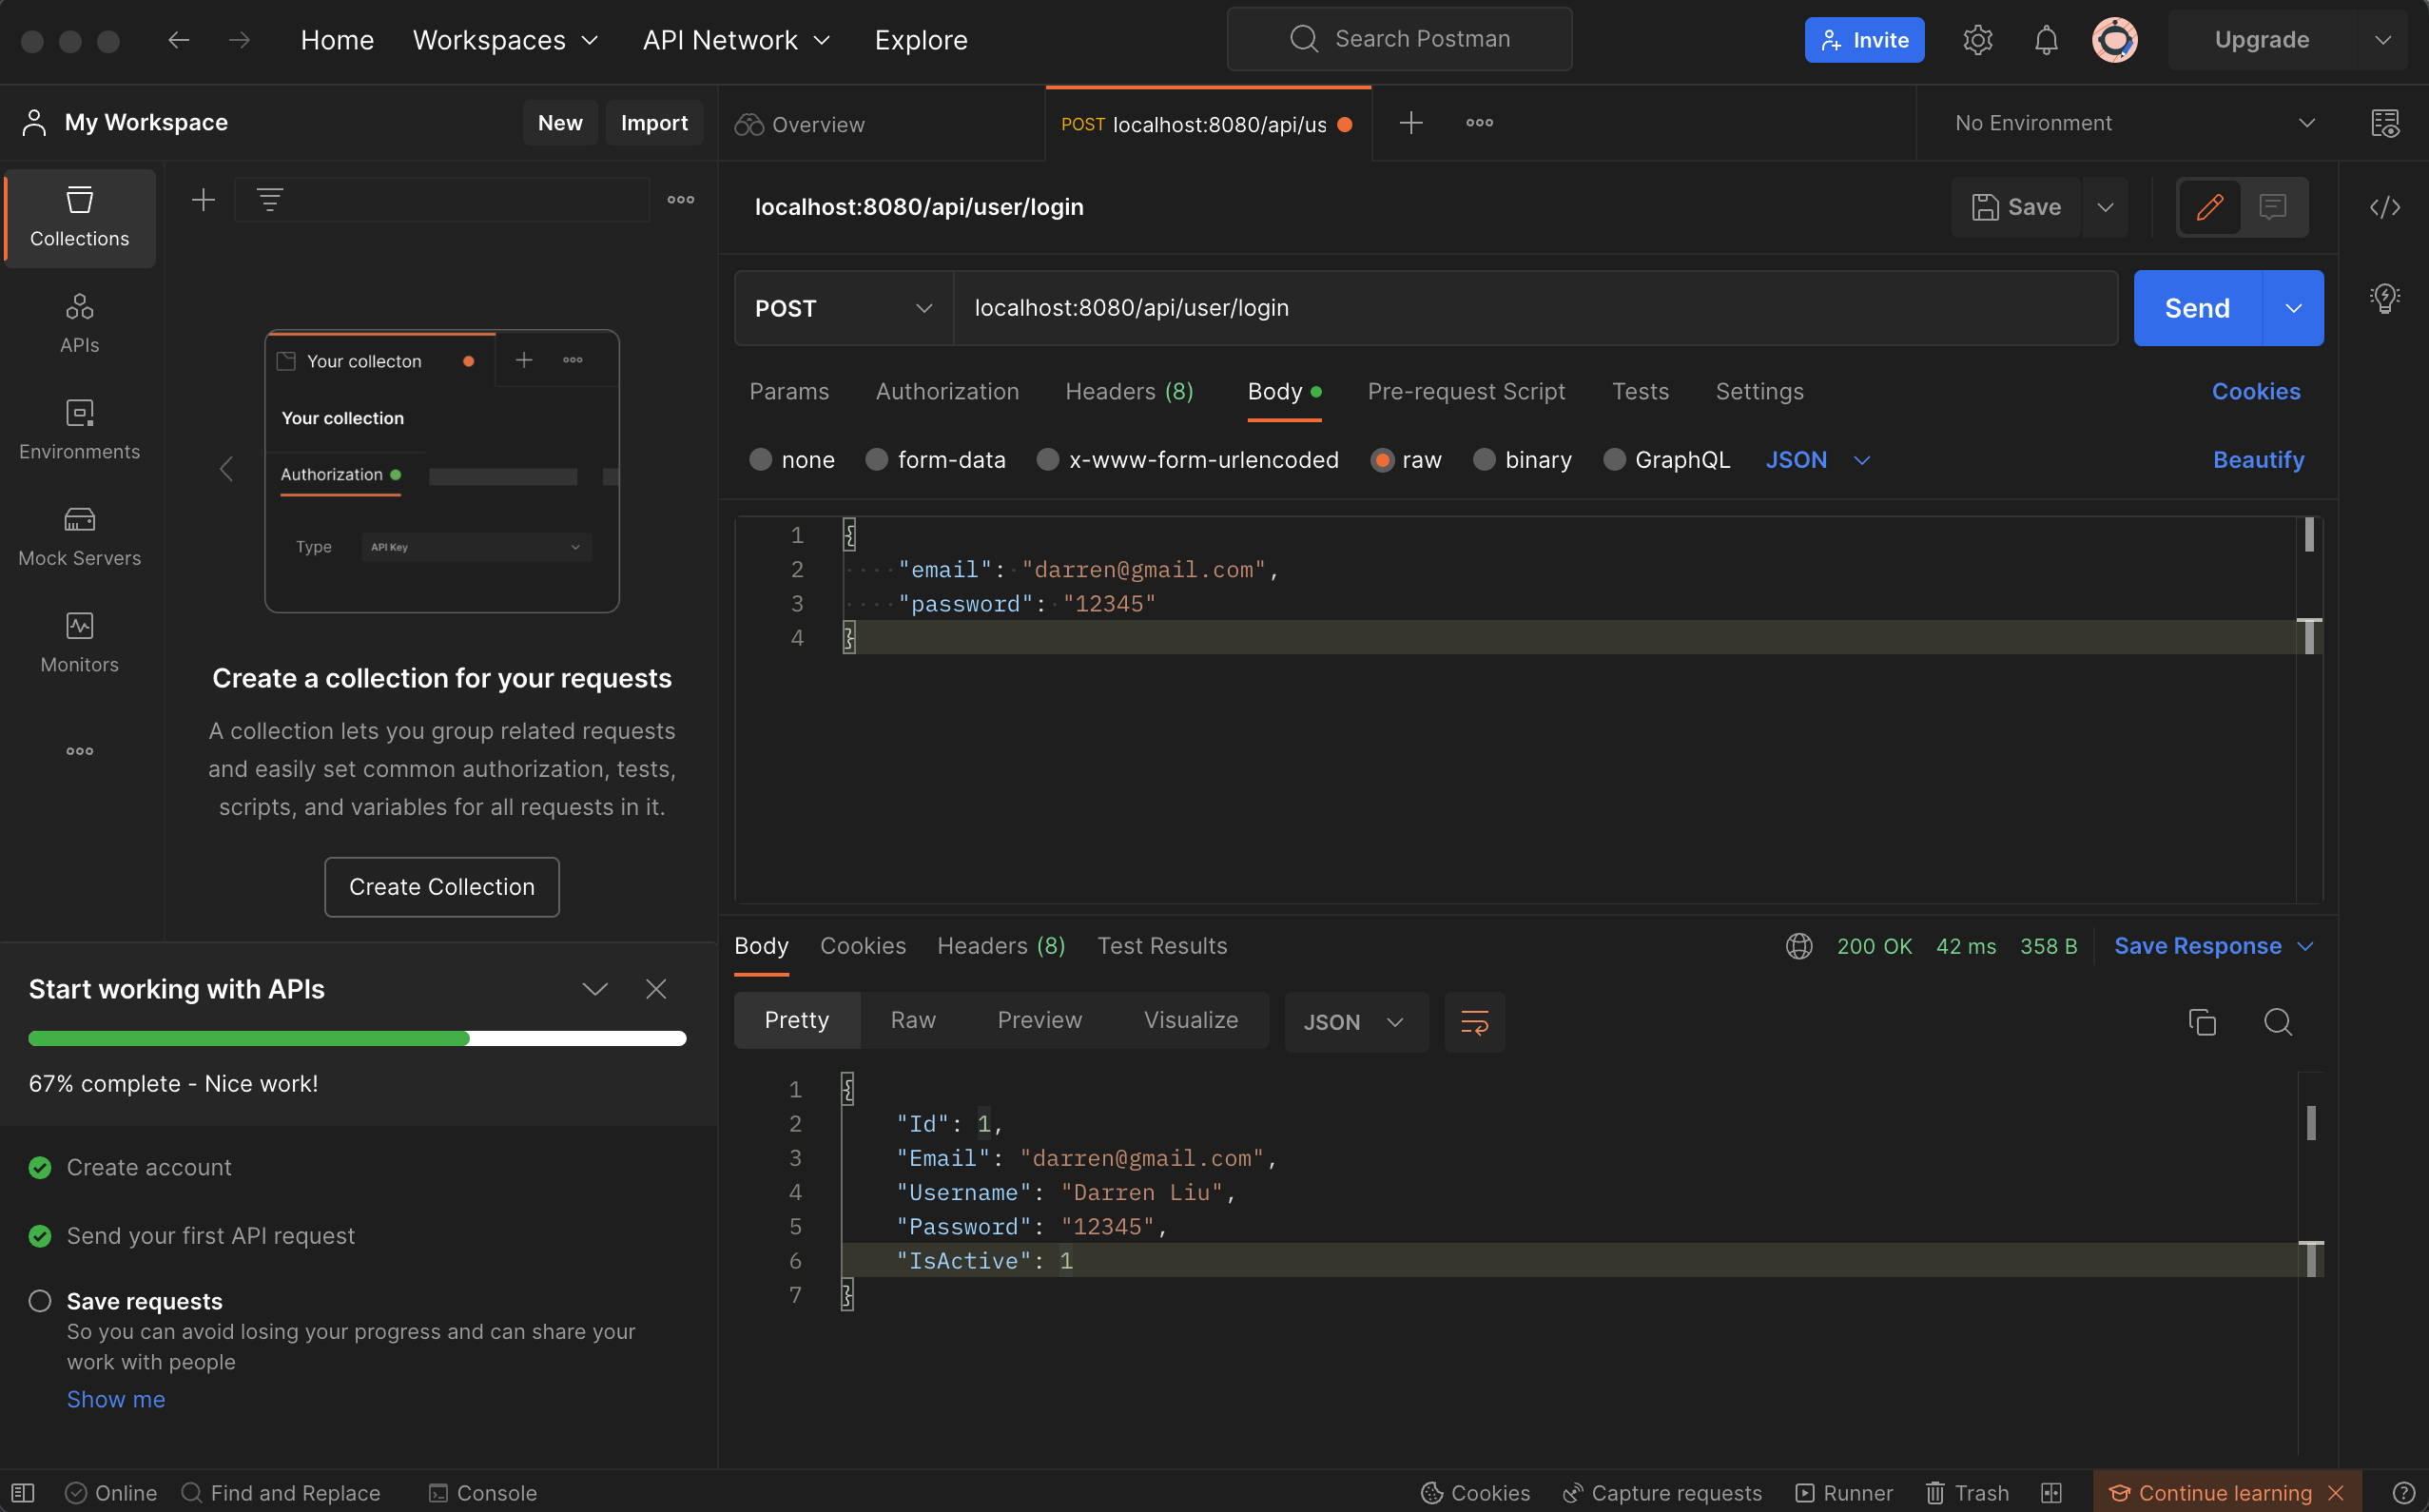 Home Workspaces API Network Explore Search Postman Invite Upgrade
My Workspace New Import Overview POST localhost:8080/api/us No Environment
Collections
APIs
Environments
Mock Servers
Monitors
Your collecton
Your collection
Authorization
Type API Key
Create a collection for your requests
A collection lets you group related requests
and easily set common authorization, tests,
scripts, and variables for all requests in it.
Create Collection
Start working with APIs
67% complete - Nice work!
Create account
Send your first API request
Save requests
So you can avoid losing your progress and can share your
work with people
Show me
localhost:8080/api/user/login Save
POST localhost:8080/api/user/login Send
Params Authorization Headers (8) Body Pre-request Script Tests Settings Cookies
none form-data x-www-form-urlencoded raw binary GraphQL JSON Beautify
1 {
2 "email": "darren@gmail.com",
3 "password": "12345"
4 }
Body Cookies Headers (8) Test Results 200 OK 42 ms 358 B Save Response
Pretty Raw Preview Visualize JSON
1 {
2 "Id": 1,
3 "Email": "darren@gmail.com",
4 "Username": "Darren Liu",
5 "Password": "12345",
6 "IsActive": 1
7 }
Online Find and Replace Console Cookies Capture requests Runner Trash Continue learning